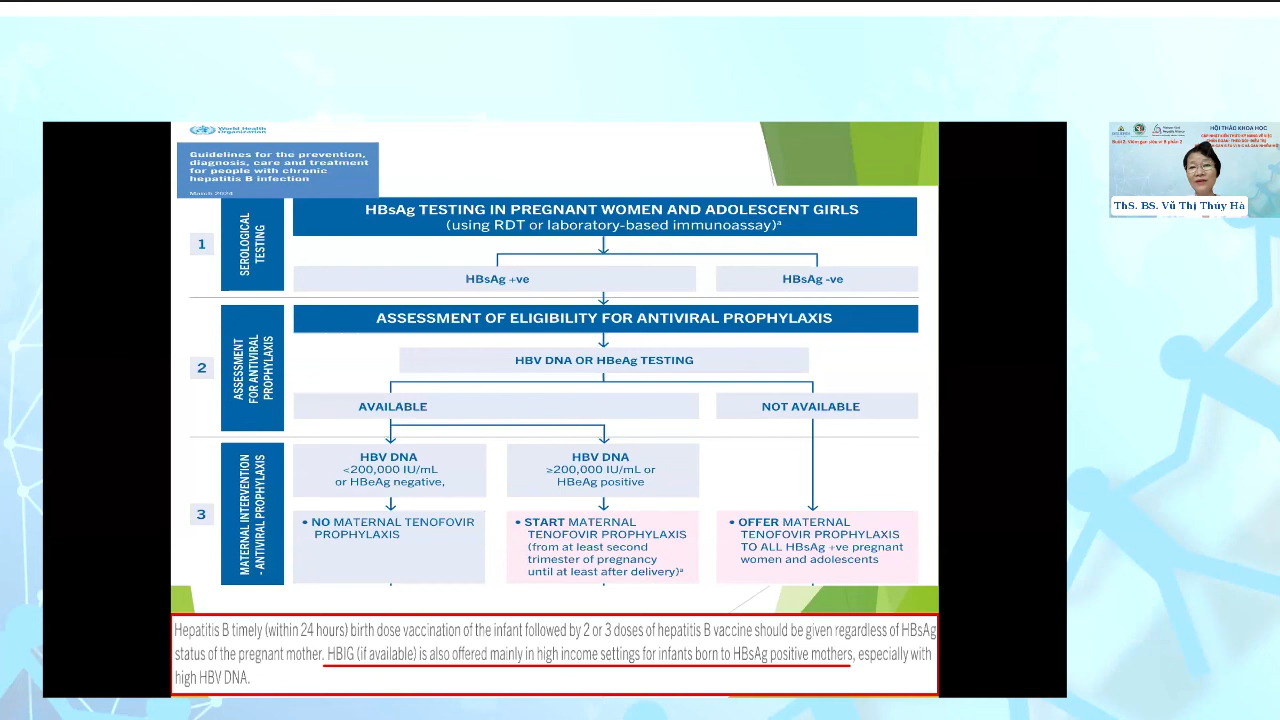 World Health
Organization
Guidelines for the prevention,
diagnosis, care and treatment
for people with chronic
hepatitis B infection
March 2024
1
SEROLOGICAL
TESTING
HBsAg TESTING IN PREGNANT WOMEN AND ADOLESCENT GIRLS
(using RDT or laboratory-based immunoassay)ᵃ
HBsAg +ve
HBsAg -ve
2
ASSESSMENT
FOR ANTIVIRAL
PROPHYLAXIS
ASSESSMENT OF ELIGIBILITY FOR ANTIVIRAL PROPHYLAXIS
HBV DNA OR HBeAg TESTING
AVAILABLE
NOT AVAILABLE
3
MATERNAL INTERVENTION
- ANTIVIRAL PROPHYLAXIS
HBV DNA
<200,000 IU/mL
or HBeAg negative,
HBV DNA
≥200,000 IU/mL or
HBeAg positive
• NO MATERNAL TENOFOVIR
PROPHYLAXIS
• START MATERNAL
TENOFOVIR PROPHYLAXIS
(from at least second
trimester of pregnancy
until at least after delivery)ᵃ
• OFFER MATERNAL
TENOFOVIR PROPHYLAXIS
TO ALL HBsAg +ve pregnant
women and adolescents
Hepatitis B timely (within 24 hours) birth dose vaccination of the infant followed by 2 or 3 doses of hepatitis B vaccine should be given regardless of HBsAg
status of the pregnant mother. HBIG (if available) is also offered mainly in high income settings for infants born to HBsAg positive mothers, especially with
high HBV DNA.
HỘI THẢO KHOA HỌC
ThS. BS. Vũ Thị Thúy Hà